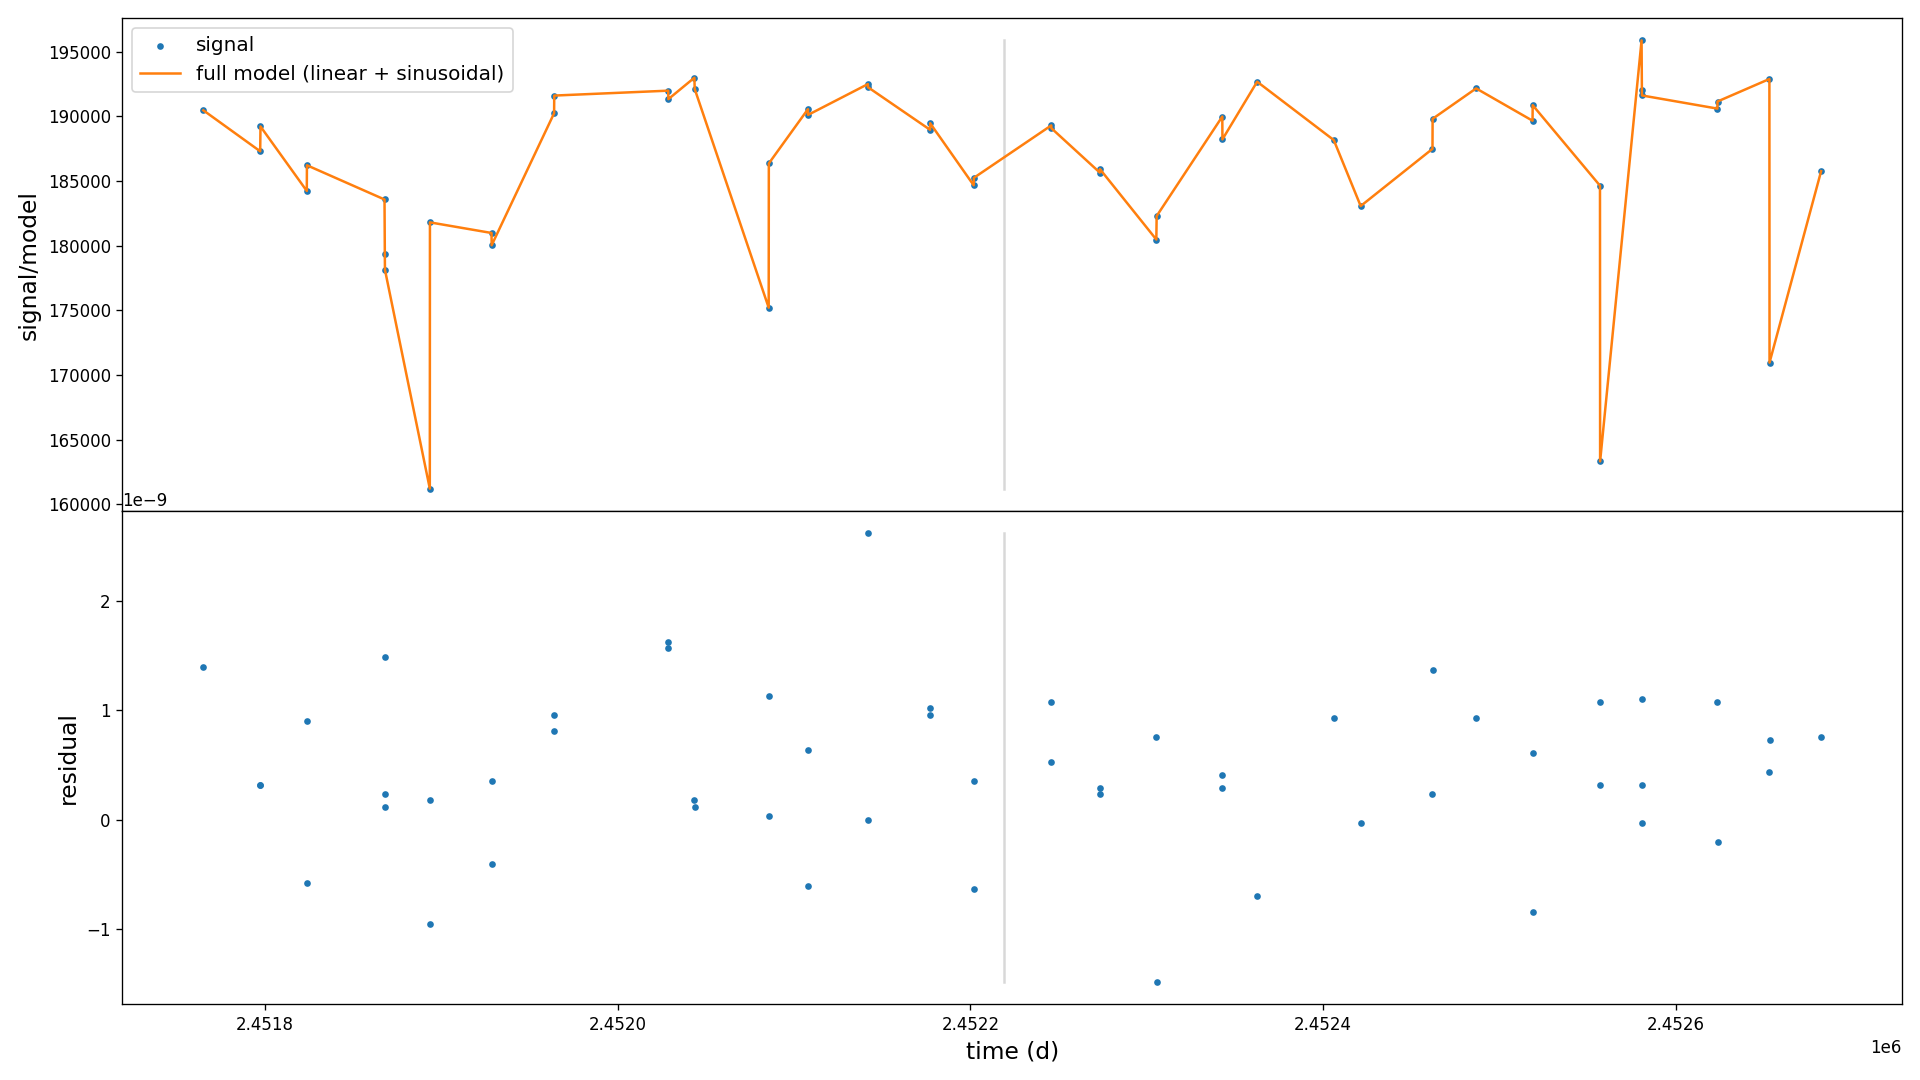 signal
full model (linear + sinusoidal)
195000
190000
185000
180000
175000
170000
165000
160000
signal/model
1e−9
2
1
0
−1
residual
2.4518
2.4520
2.4522
2.4524
2.4526
time (d)
1e6